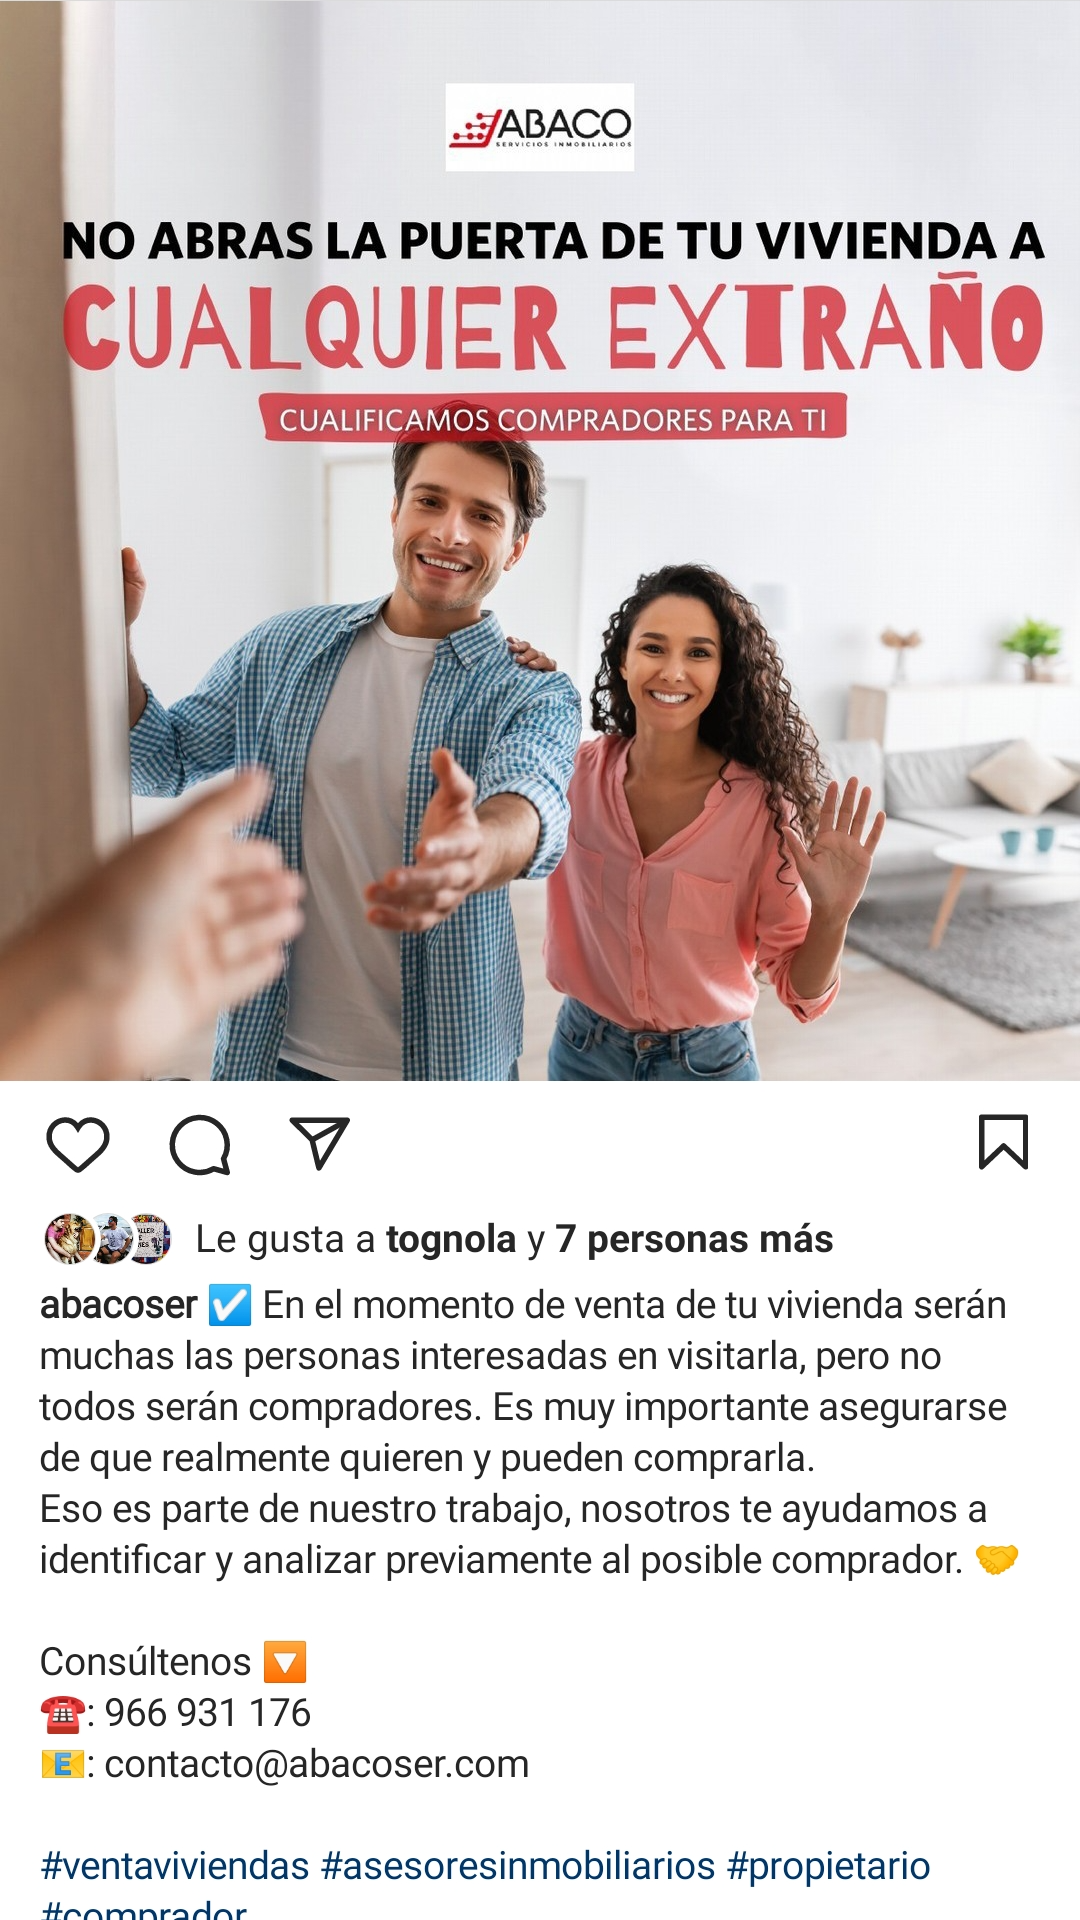 ABACO
SERVICIOS INMOBILIARIOS
NO ABRAS LA PUERTA DE TU VIVIENDA A
CUALQUIER EXTRAÑO
CUALIFICAMOS COMPRADORES PARA TI
Le gusta a tognola y 7 personas más
abacoser ☑️ En el momento de venta de tu vivienda serán
muchas las personas interesadas en visitarla, pero no
todos serán compradores. Es muy importante asegurarse
de que realmente quieren y pueden comprarla.
Eso es parte de nuestro trabajo, nosotros te ayudamos a
identificar y analizar previamente al posible comprador. 🤝
Consúltenos 🔽
☎️: 966 931 176
📧: contacto@abacoser.com
#ventaviviendas #asesoresinmobiliarios #propietario
#comprador